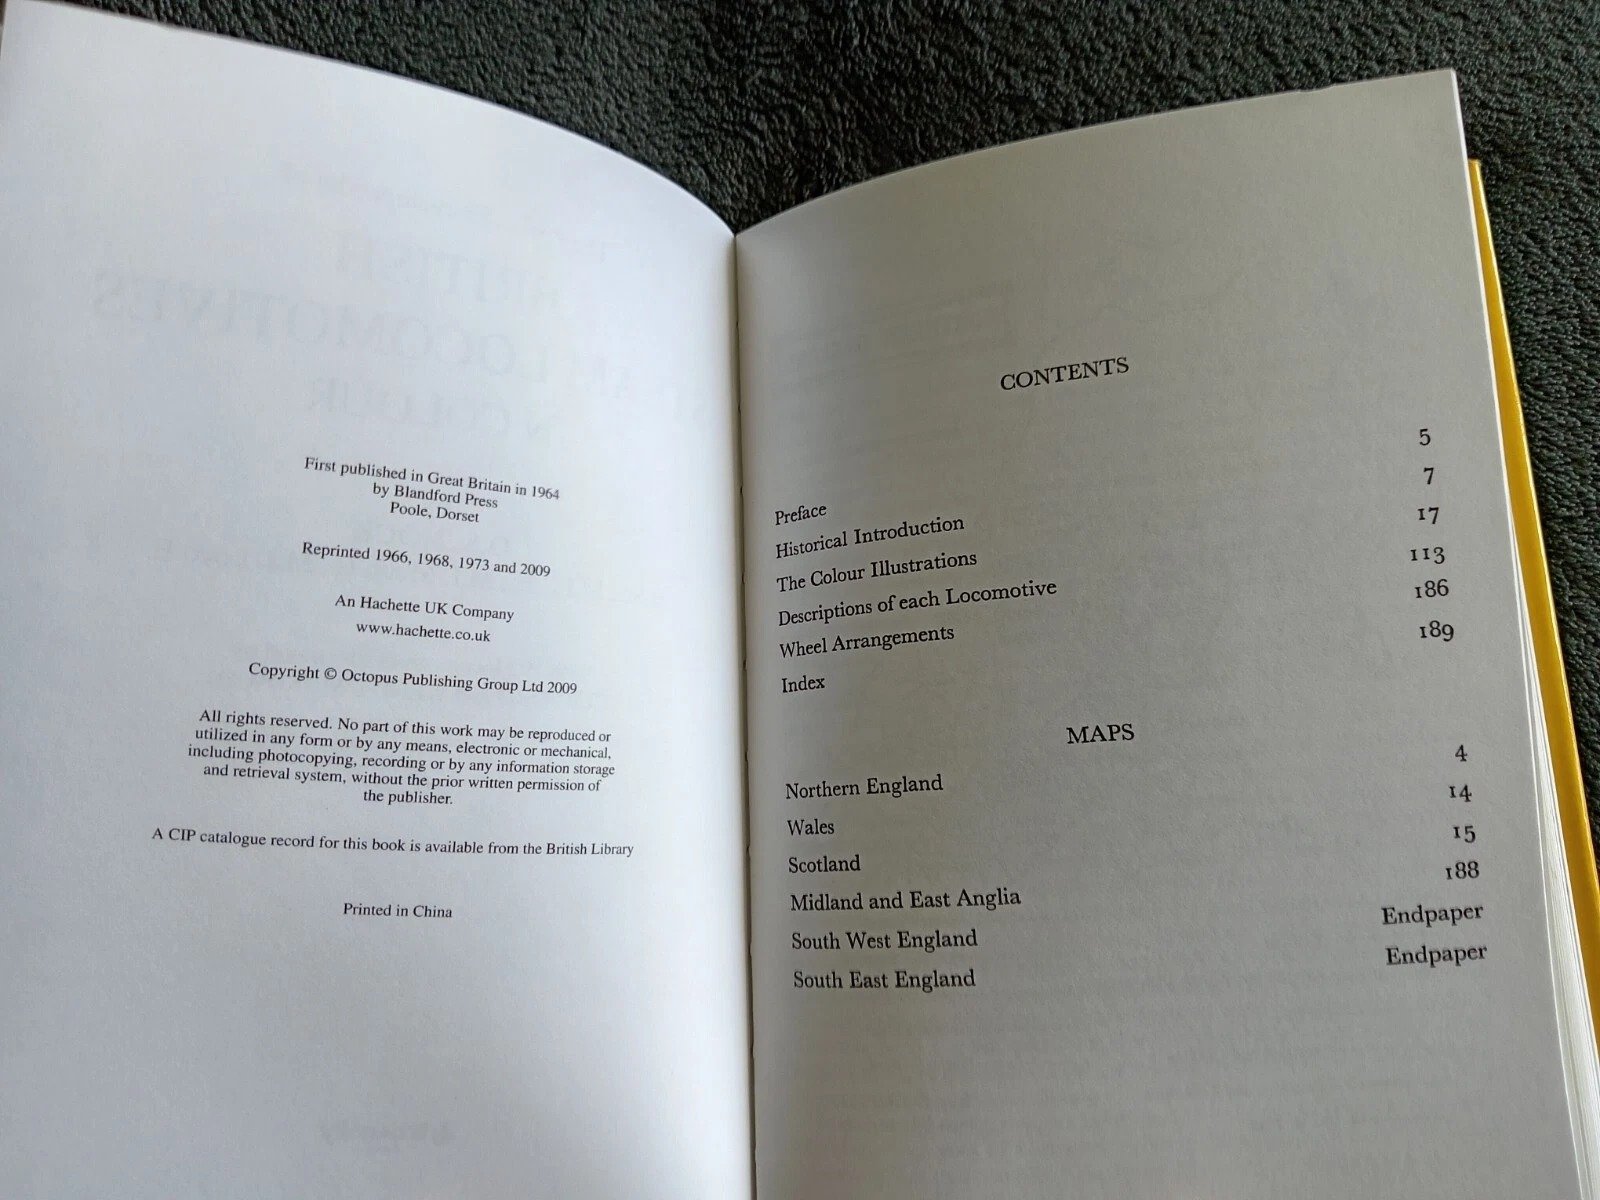 First published in Great Britain in 1964
by Blandford Press
Poole, Dorset
Reprinted 1966, 1968, 1973 and 2009
An Hachette UK Company
www.hachette.co.uk
Copyright © Octopus Publishing Group Ltd 2009
All rights reserved. No part of this work may be reproduced or
utilized in any form or by any means, electronic or mechanical,
including photocopying, recording or by any information storage
and retrieval system, without the prior written permission of
the publisher.
A CIP catalogue record for this book is available from the British Library
Printed in China
CONTENTS
Preface 5
Historical Introduction 7
The Colour Illustrations 17
Descriptions of each Locomotive 113
Wheel Arrangements 186
Index 189
MAPS
Northern England 4
Wales 14
Scotland 15
Midland and East Anglia 188
South West England Endpaper
South East England Endpaper